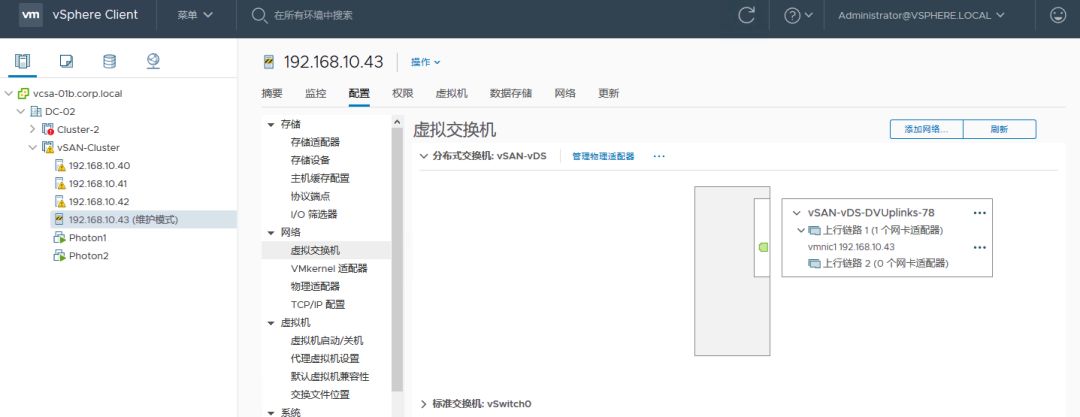 vm vSphere Client 菜单 在所有环境中搜索 Administrator@VSPHERE.LOCAL
vcsa-01b.corp.local
DC-02
Cluster-2
vSAN-Cluster
192.168.10.40
192.168.10.41
192.168.10.42
192.168.10.43 (维护模式)
Photon1
Photon2
192.168.10.43 操作
摘要 监控 配置 权限 虚拟机 数据存储 网络 更新
存储
存储适配器
存储设备
主机缓存配置
协议端点
I/O 筛选器
网络
虚拟交换机
VMkernel 适配器
物理适配器
TCP/IP 配置
虚拟机
虚拟机启动/关机
代理虚拟机设置
默认虚拟机兼容性
交换文件位置
系统
虚拟交换机
添加网络... 刷新
分布式交换机: vSAN-vDS 管理物理适配器 ...
vSAN-vDS-DVUplinks-78 ...
上行链路 1 (1 个网卡适配器)
vmnic1 192.168.10.43 ...
上行链路 2 (0 个网卡适配器)
标准交换机: vSwitch0